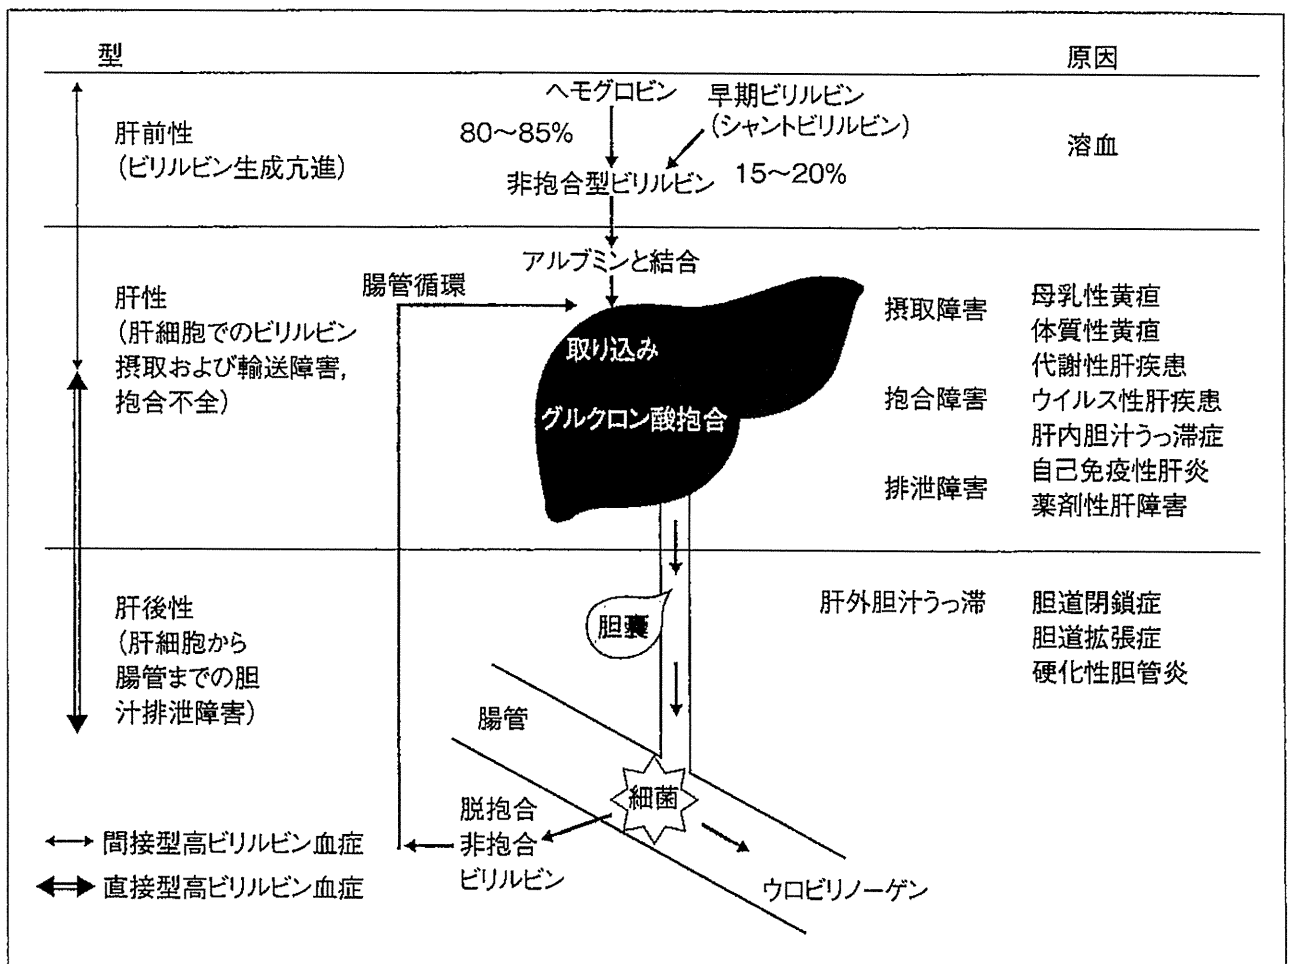 型
原因
ヘモグロビン
早期ビリルビン
(シャントビリルビン)
80〜85%
15〜20%
非抱合型ビリルビン
肝前性
(ビリルビン生成亢進)
溶血
アルブミンと結合
腸管循環
肝性
(肝細胞でのビリルビン
摂取および輸送障害,
抱合不全)
取り込み
グルクロン酸抱合
摂取障害
抱合障害
排泄障害
母乳性黄疸
体質性黄疸
代謝性肝疾患
ウイルス性肝疾患
肝内胆汁うっ滞症
自己免疫性肝炎
薬剤性肝障害
肝後性
(肝細胞から
腸管までの胆
汁排泄障害)
胆嚢
肝外胆汁うっ滞
胆道閉鎖症
胆道拡張症
硬化性胆管炎
腸管
細菌
脱抱合
非抱合
ビリルビン
ウロビリノーゲン
間接型高ビリルビン血症
直接型高ビリルビン血症